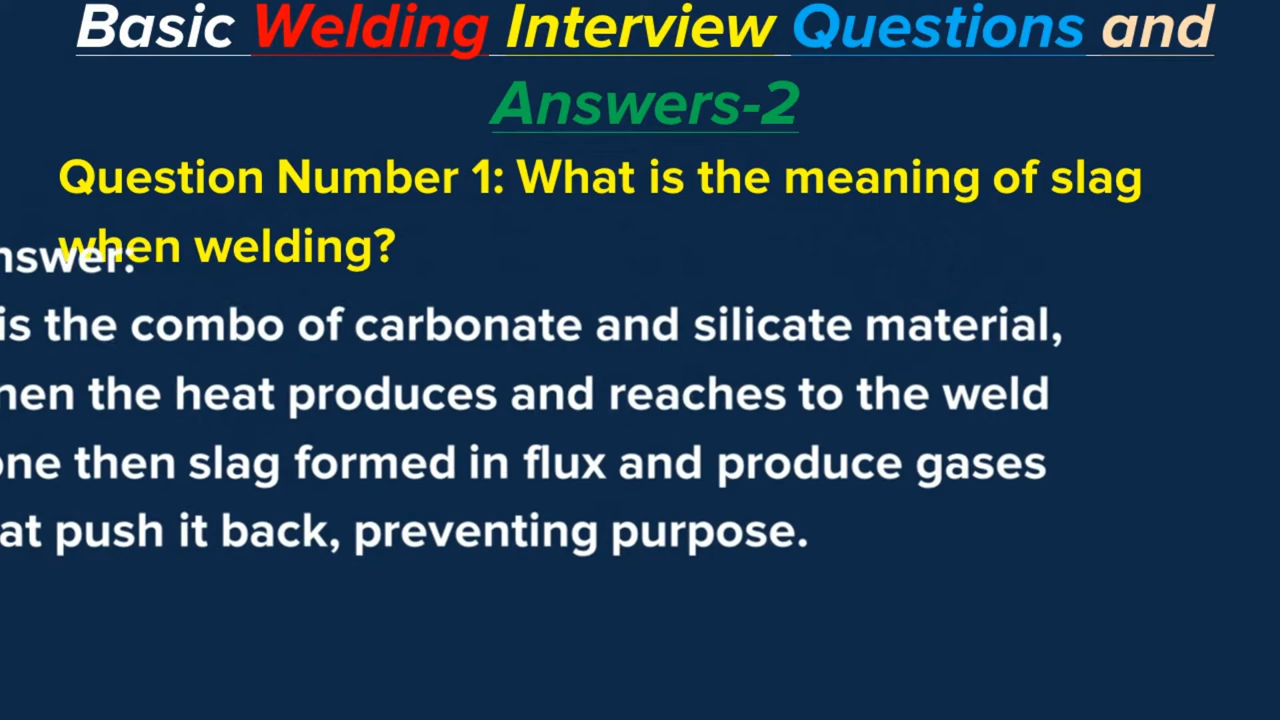 Basic Welding Interview Questions and
Answers-2
Question Number 1: What is the meaning of slag
when welding?
nswer:
is the combo of carbonate and silicate material,
hen the heat produces and reaches to the weld
one then slag formed in flux and produce gases
at push it back, preventing purpose.